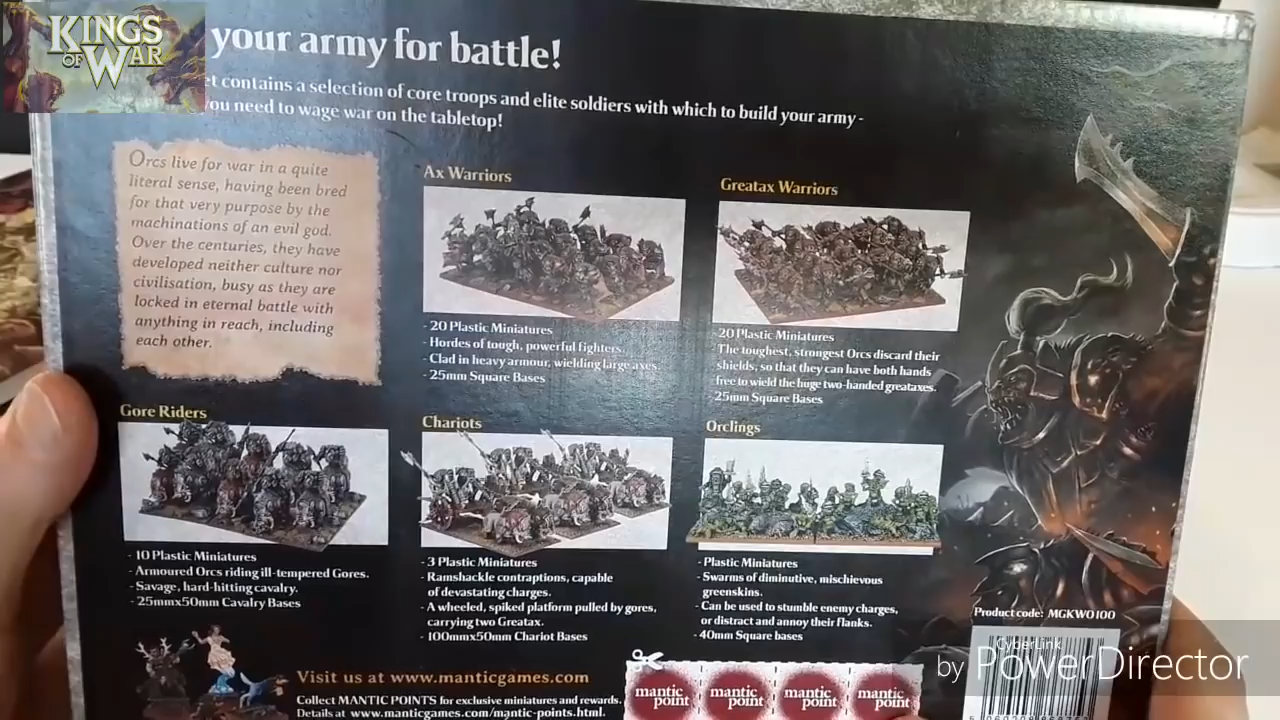 KINGS
OF WAR
your army for battle!
contains a selection of core troops and elite soldiers with which to build your army -
you need to wage war on the tabletop!
Orcs live for war in a quite
literal sense, having been bred
for that very purpose by the
machinations of an evil god.
Over the centuries, they have
developed neither culture nor
civilisation, busy as they are
locked in eternal battle with
anything in reach, including
each other.
Ax Warriors
- 20 Plastic Miniatures
- Hordes of tough, powerful fighters.
- Clad in heavy armour, wielding large axes.
- 25mm Square Bases
Greatax Warriors
20 Plastic Miniatures
- The toughest, strongest Orcs discard their
shields, so that they can have both hands
free to wield the huge two-handed greataxes.
25mm Square Bases
Gore Riders
- 10 Plastic Miniatures
- Armoured Orcs riding ill-tempered Gores.
- Savage, hard-hitting cavalry.
- 25mmx50mm Cavalry Bases
Chariots
- 3 Plastic Miniatures
- Ramshackle contraptions, capable
of devastating charges.
- A wheeled, spiked platform pulled by gores,
carrying two Greatax.
- 100mmx50mm Chariot Bases
Orclings
- Plastic Miniatures
- Swarms of diminutive, mischievous
greenskins.
- Can be used to stumble enemy charges,
or distract and annoy their flanks.
- 40mm Square bases
Product code: MGKWO100
Visit us at www.manticgames.com
Collect MANTIC POINTS for exclusive miniatures and rewards.
Details at www.manticgames.com/mantic-points.html.
mantic point mantic point mantic point mantic point
CyberLink
by PowerDirector